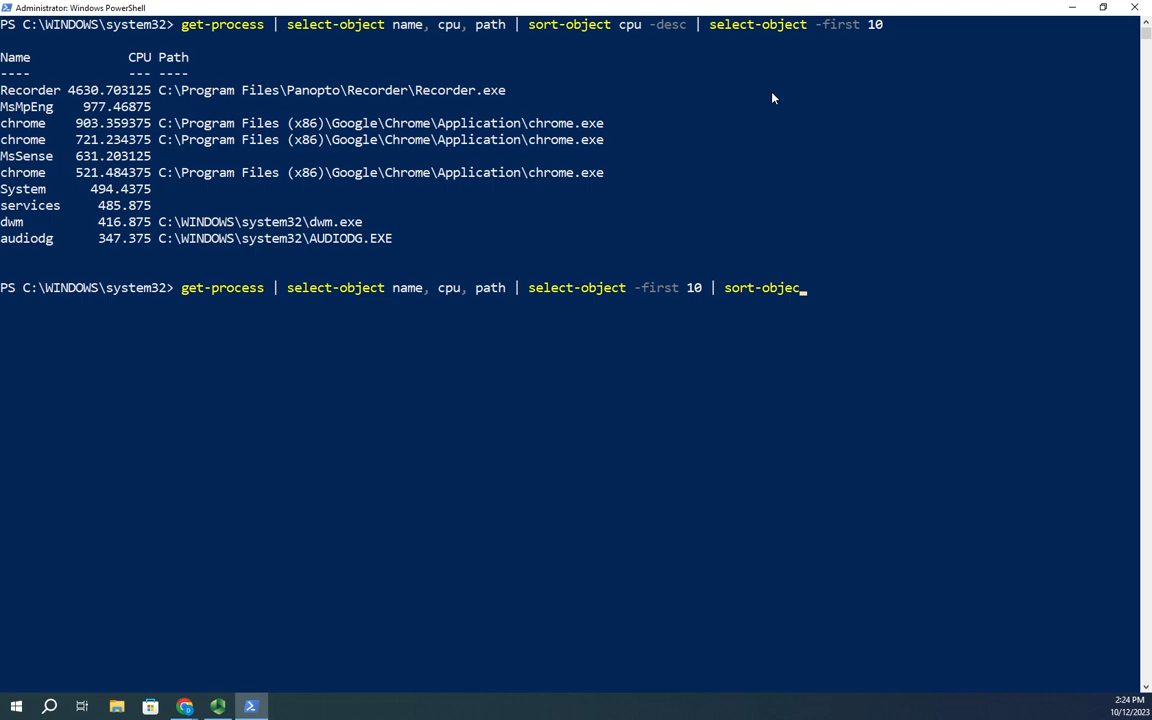 Administrator: Windows PowerShell
PS C:\WINDOWS\system32> get-process | select-object name, cpu, path | sort-object cpu -desc | select-object -first 10
Name CPU Path
---- --- ----
Recorder 4630.703125 C:\Program Files\Panopto\Recorder\Recorder.exe
MsMpEng 977.46875
chrome 903.359375 C:\Program Files (x86)\Google\Chrome\Application\chrome.exe
chrome 721.234375 C:\Program Files (x86)\Google\Chrome\Application\chrome.exe
MsSense 631.203125
chrome 521.484375 C:\Program Files (x86)\Google\Chrome\Application\chrome.exe
System 494.4375
services 485.875
dwm 416.875 C:\WINDOWS\system32\dwm.exe
audiodg 347.375 C:\WINDOWS\system32\AUDIODG.EXE
PS C:\WINDOWS\system32> get-process | select-object name, cpu, path | select-object -first 10 | sort-objec_
2:24 PM
10/12/2023